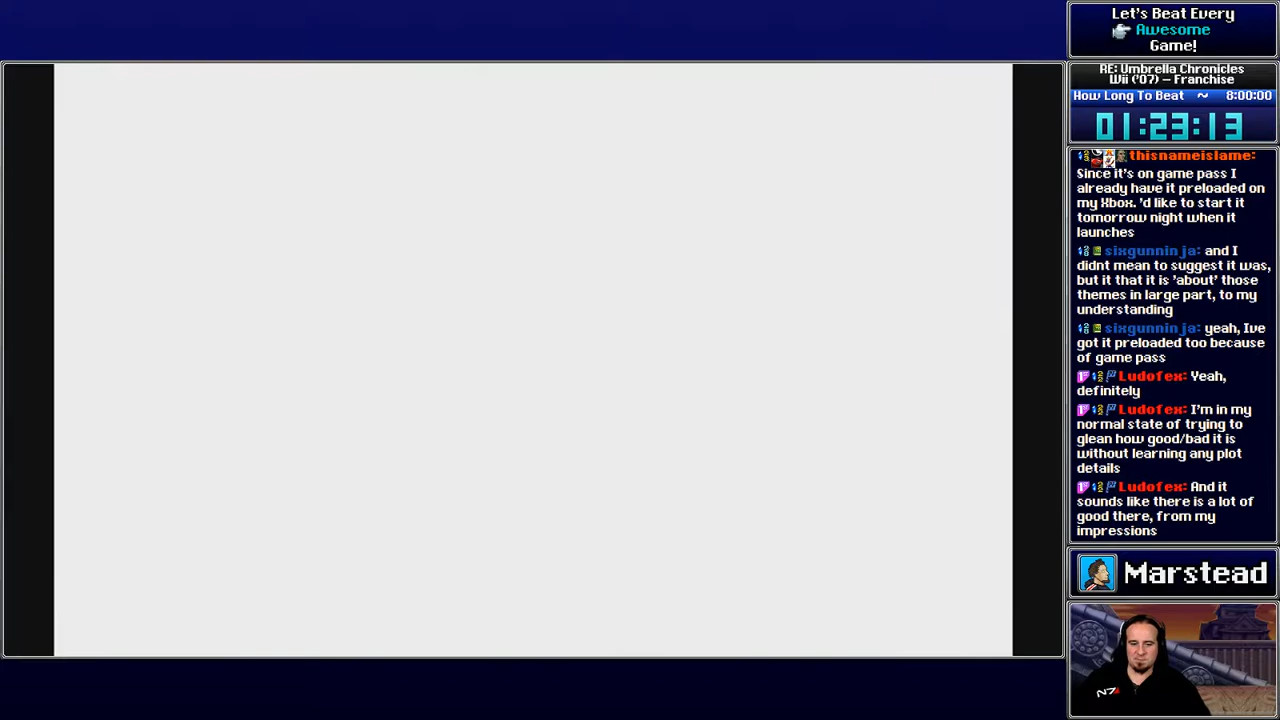 Let's Beat Every
Awesome
Game!
RE: Umbrella Chronicles
Wii ('07) – Franchise
How Long To Beat ~ 8:00:00
01:23:13
thisnameislame:
Since it's on game pass I
already have it preloaded on
my Xbox. 'd like to start it
tomorrow night when it
launches
sixgunninja: and I
didnt mean to suggest it was,
but it that it is 'about' those
themes in large part, to my
understanding
sixgunninja: yeah, Ive
got it preloaded too because
of game pass
Ludofex: Yeah,
definitely
Ludofex: I'm in my
normal state of trying to
glean how good/bad it is
without learning any plot
details
Ludofex: And it
sounds like there is a lot of
good there, from my
impressions
Marstead
N7